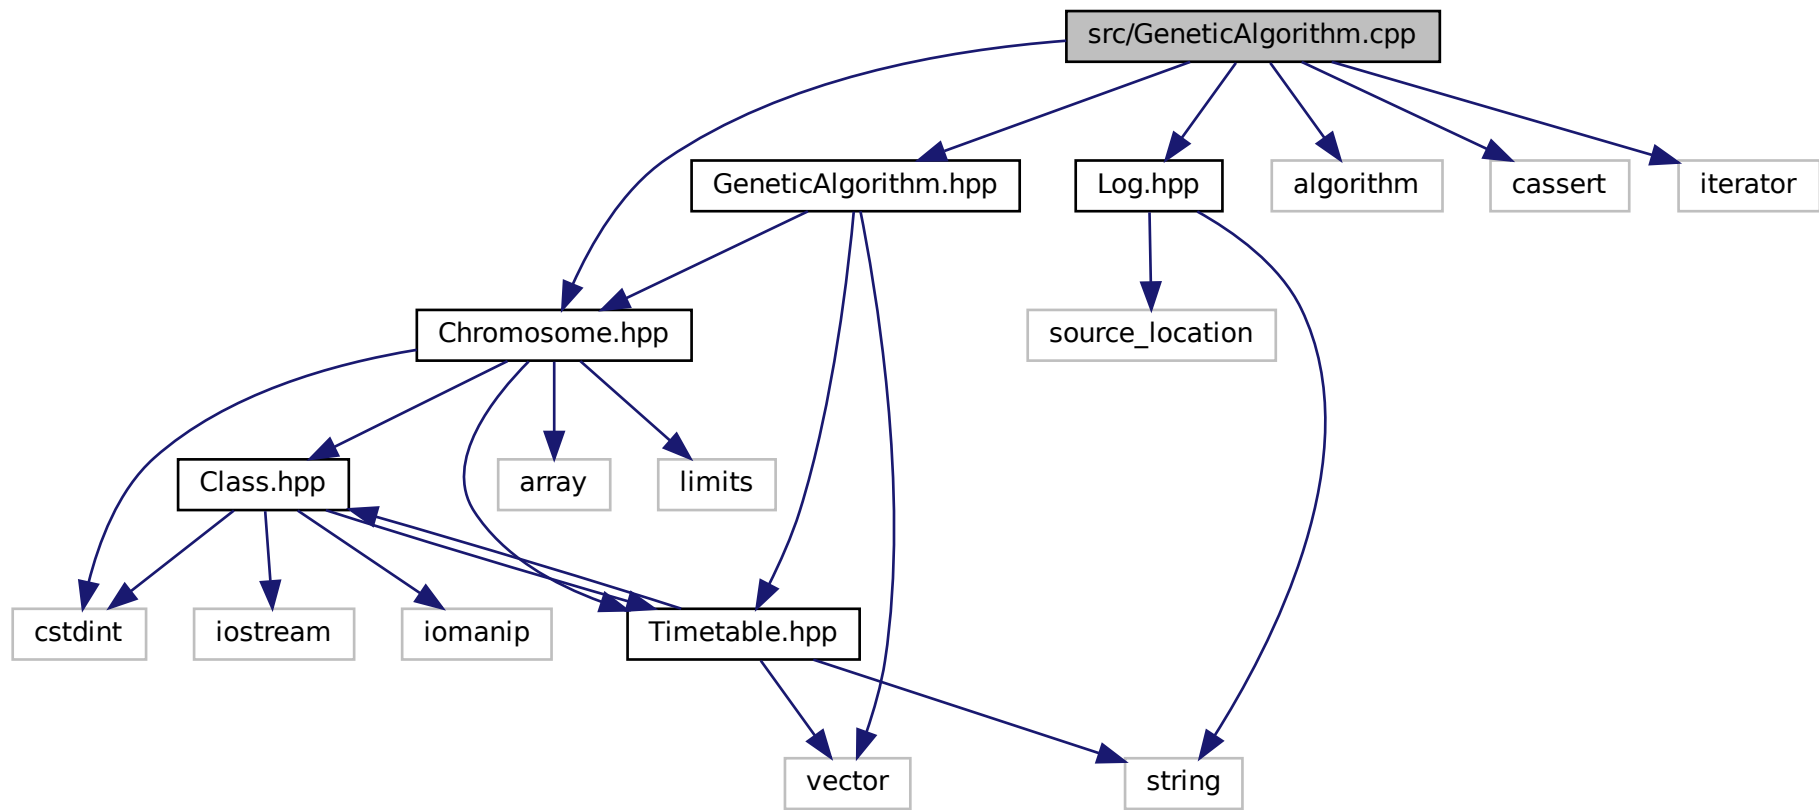 src/GeneticAlgorithm.cpp
GeneticAlgorithm.hpp
Log.hpp
algorithm
cassert
iterator
Chromosome.hpp
source_location
Class.hpp
array
limits
cstdint
iostream
iomanip
Timetable.hpp
vector
string